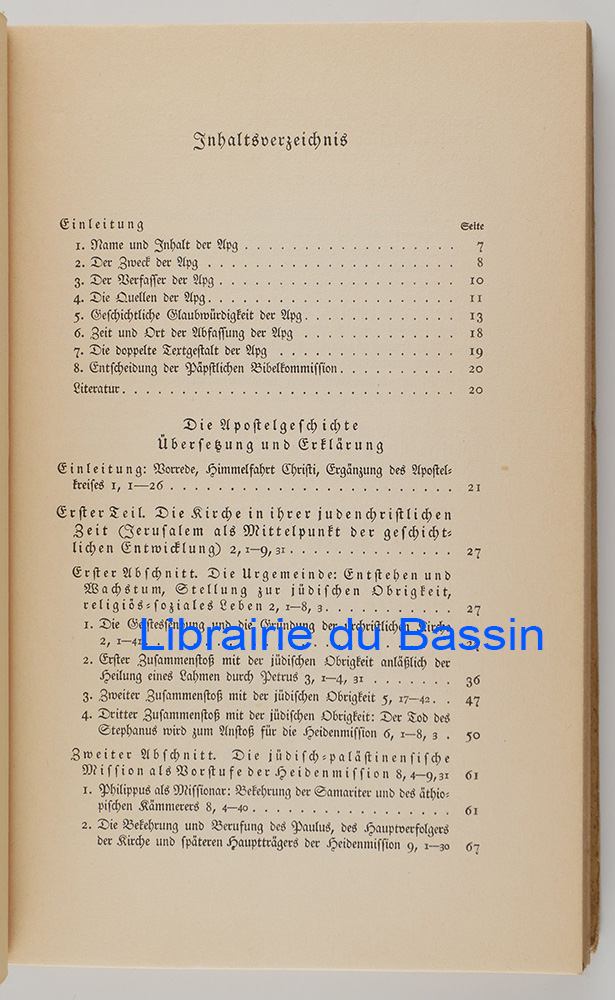 Inhaltsverzeichnis
Einleitung Seite
1. Name und Inhalt der Apg . . . . . . . . . . . . . . . . . . 7
2. Der Zweck der Apg . . . . . . . . . . . . . . . . . . . . 8
3. Der Verfasser der Apg . . . . . . . . . . . . . . . . . . . 10
4. Die Quellen der Apg . . . . . . . . . . . . . . . . . . . . 11
5. Geschichtliche Glaubwürdigkeit der Apg . . . . . . . . . . . . . 13
6. Zeit und Ort der Abfassung der Apg . . . . . . . . . . . . . . 18
7. Die doppelte Textgestalt der Apg . . . . . . . . . . . . . . . 19
8. Entscheidung der Päpstlichen Bibelkommission . . . . . . . . . . 20
Literatur . . . . . . . . . . . . . . . . . . . . . . . . . . . 20
Die Apostelgeschichte
Übersetzung und Erklärung
Einleitung: Vorrede, Himmelfahrt Christi, Ergänzung des Apostel-
kreises 1, 1—26 . . . . . . . . . . . . . . . . . . . . . . . 21
Erster Teil. Die Kirche in ihrer judenchristlichen
Zeit (Jerusalem als Mittelpunkt der geschicht-
lichen Entwicklung) 2, 1—9, 31 . . . . . . . . . . . . . . 27
Erster Abschnitt. Die Urgemeinde: Entstehen und
Wachstum, Stellung zur jüdischen Obrigkeit,
religiös-soziales Leben 2, 1—8, 3 . . . . . . . . . . . 27
1. Die Geistessendung und die Gründung der urchristlichen Kirche
2, 1—41
Librairie du Bassin
2. Erster Zusammenstoß mit der jüdischen Obrigkeit anläßlich der
Heilung eines Lahmen durch Petrus 3, 1—4, 31 . . . . . . . 36
3. Zweiter Zusammenstoß mit der jüdischen Obrigkeit 5, 17—42 . . 47
4. Dritter Zusammenstoß mit der jüdischen Obrigkeit: Der Tod des
Stephanus wird zum Anstoß für die Heidenmission 6, 1—8, 3 . 50
Zweiter Abschnitt. Die jüdisch-palästinensische
Mission als Vorstufe der Heidenmission 8, 4—9, 31 61
1. Philippus als Missionar: Bekehrung der Samariter und des äthio-
pischen Kämmerers 8, 4—40 . . . . . . . . . . . . . . . . . 61
2. Die Bekehrung und Berufung des Paulus, des Hauptverfolgers
der Kirche und späteren Hauptträgers der Heidenmission 9, 1—30 67